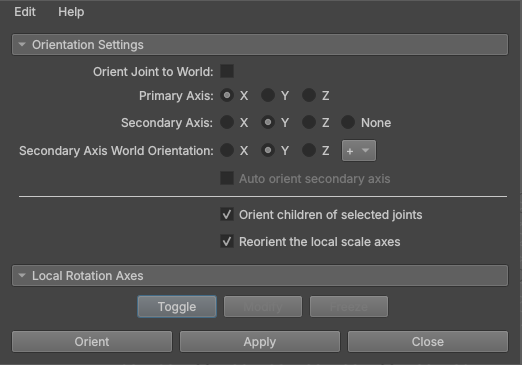 Edit Help
Orientation Settings
Orient Joint to World:
Primary Axis: X Y Z
Secondary Axis: X Y Z None
Secondary Axis World Orientation: X Y Z +
Auto orient secondary axis
Orient children of selected joints
Reorient the local scale axes
Local Rotation Axes
Toggle Modify Freeze
Orient Apply Close